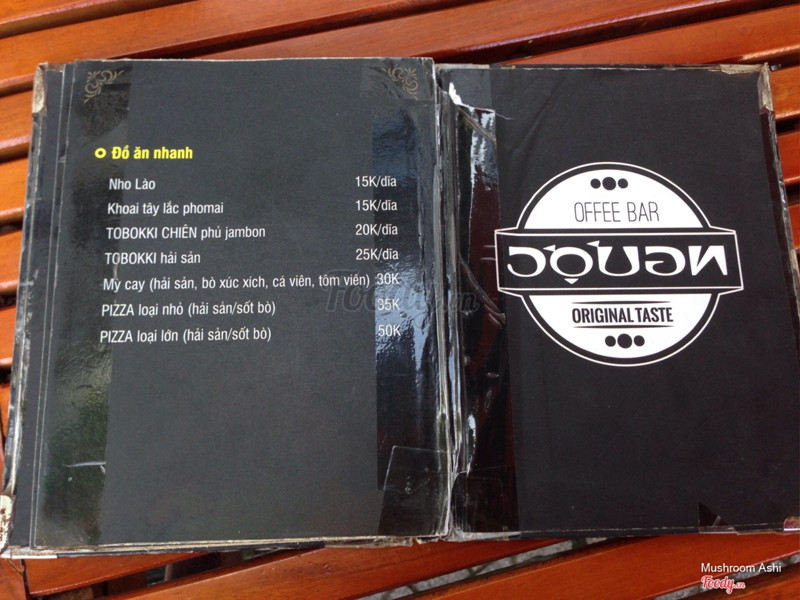 Đồ ăn nhanh
Nho Lào 15K/dĩa
Khoai tây lắc phomai 15K/dĩa
TOBOKKI CHIÊN phủ jambon 20K/dĩa
TOBOKKI hải sản 25K/dĩa
Mỳ cay (hải sản, bò xúc xích, cá viên, tôm viên) 30K
PIZZA loại nhỏ (hải sản/sốt bò) 35K
PIZZA loại lớn (hải sản/sốt bò) 50K
OFFEE BAR
NGƯỢC
ORIGINAL TASTE
Foody.vn
Mushroom Ashi
Foody.vn